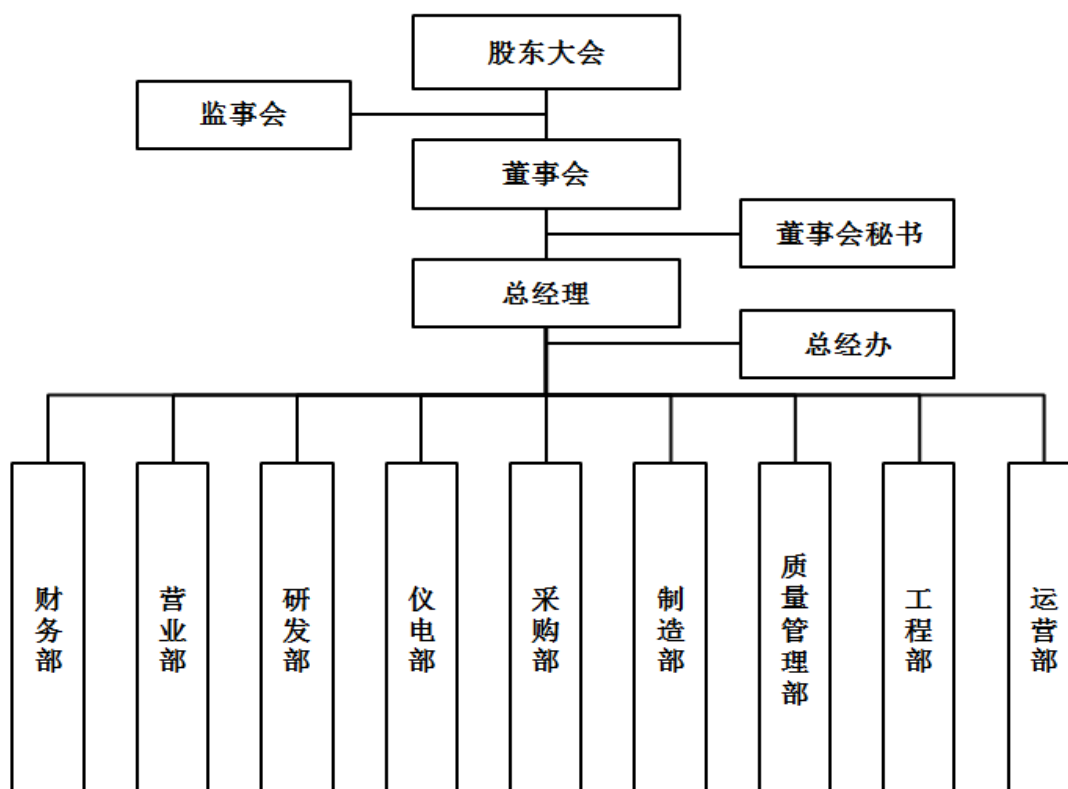 股东大会
监事会
董事会
董事会秘书
总经理
总经办
财务部
营业部
研发部
仪电部
采购部
制造部
质量管理部
工程部
运营部